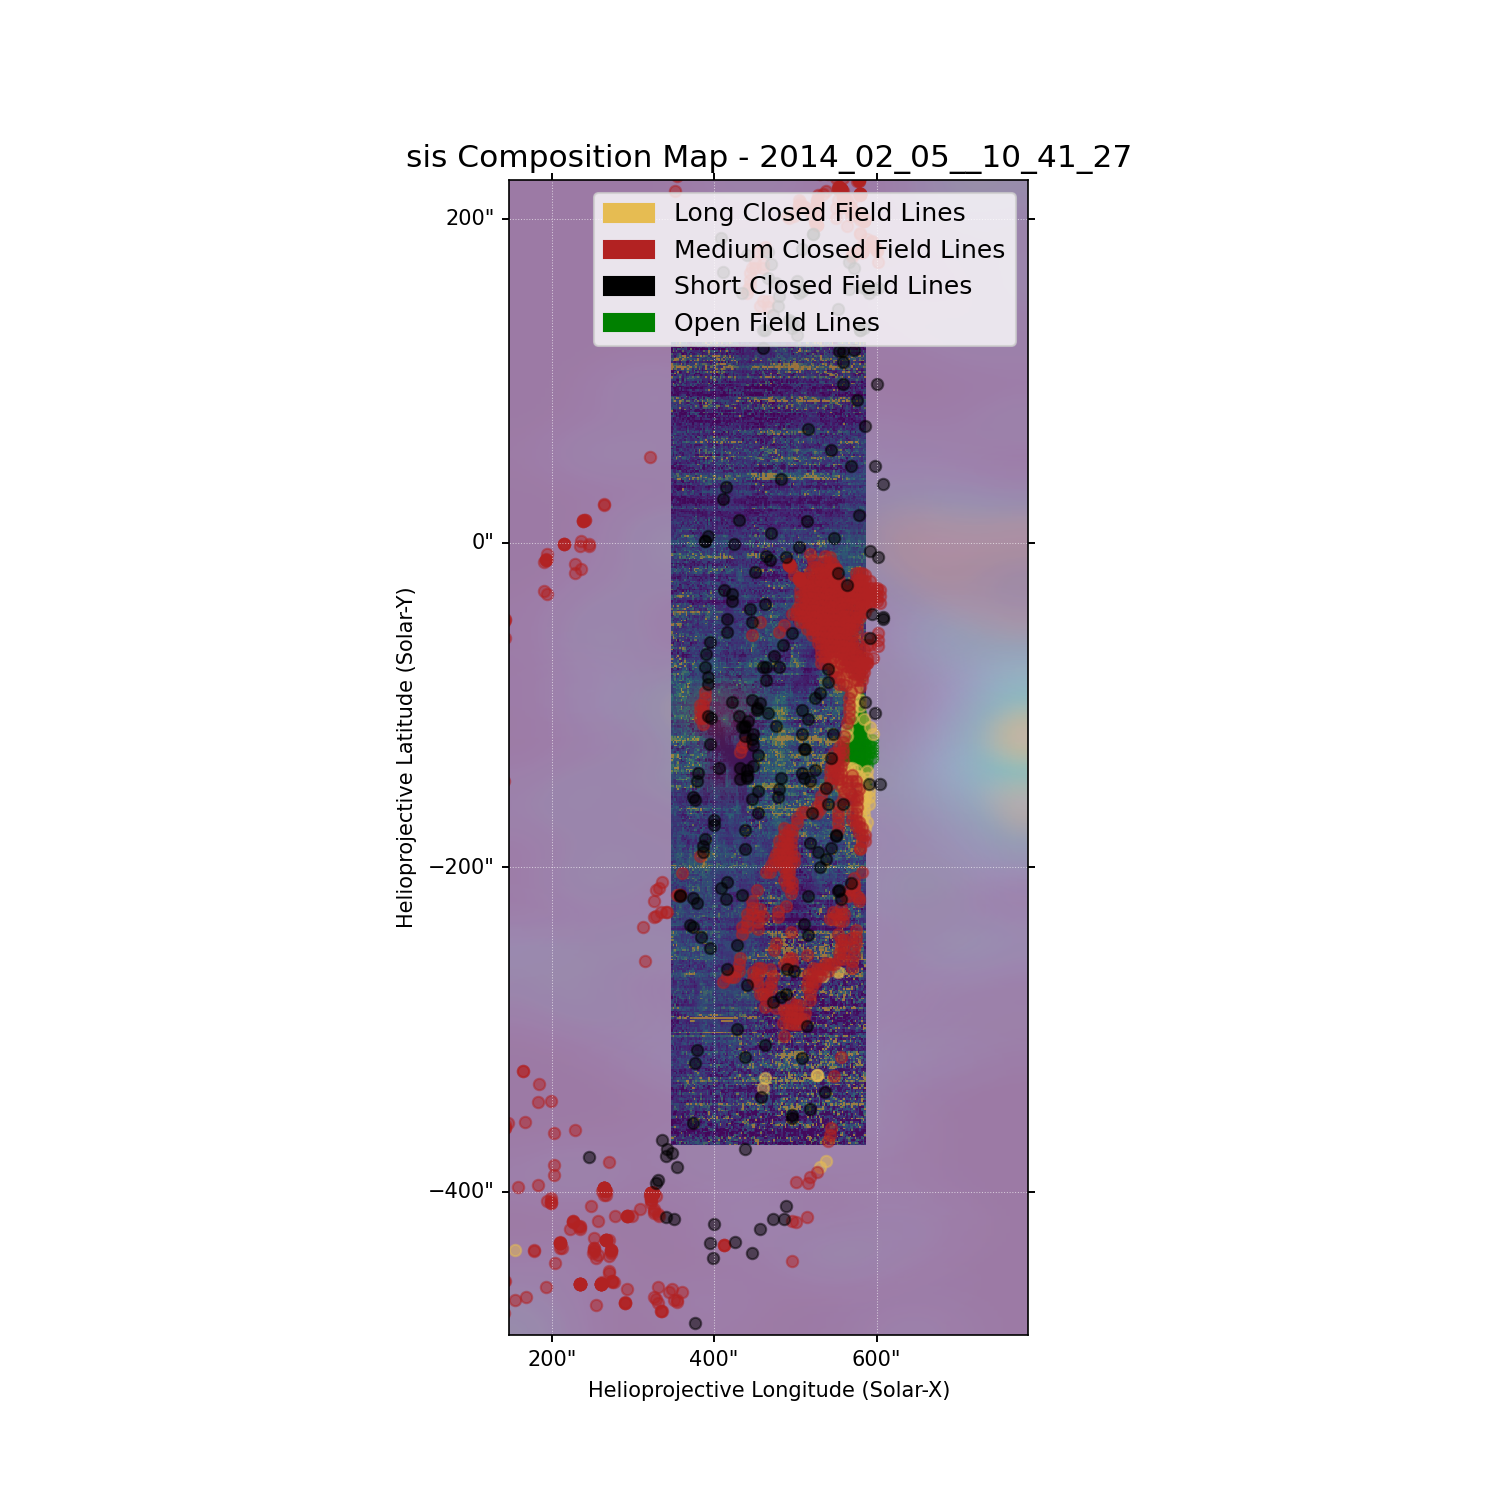 sis Composition Map - 2014_02_05__10_41_27
Long Closed Field Lines
Medium Closed Field Lines
Short Closed Field Lines
Open Field Lines
200"
0"
−200"
−400"
Helioprojective Latitude (Solar-Y)
200"
400"
600"
Helioprojective Longitude (Solar-X)